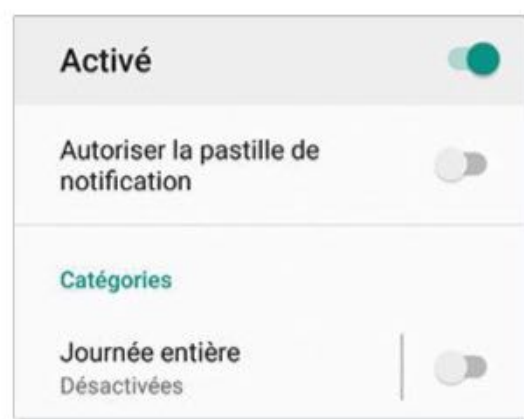 Activé
Autoriser la pastille de
notification
Catégories
Journée entière
Désactivées